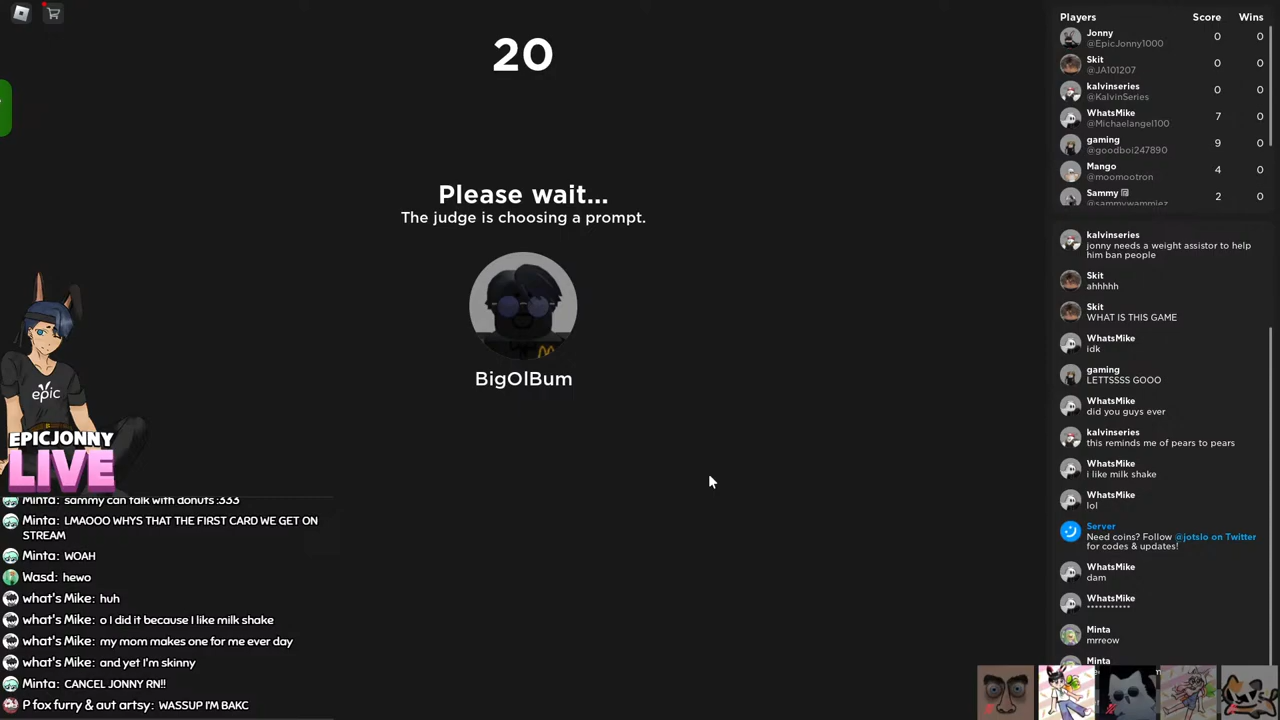 20
Please wait...
The judge is choosing a prompt.
BigOlBum
Players Score Wins
Jonny
@EpicJonny1000 0 0
Skit
@JA101207 0 0
kalvinseries
@KalvinSeries 0 0
WhatsMike
@Michaelangel100 7 0
gaming
@goodboi247890 9 0
Mango
@moomootron 4 0
Sammy
@sammywammiez 2 0
kalvinseries
jonny needs a weight assistor to help
him ban people
Skit
ahhhhh
Skit
WHAT IS THIS GAME
WhatsMike
idk
gaming
LETTSSSS GOOO
WhatsMike
did you guys ever
kalvinseries
this reminds me of pears to pears
WhatsMike
i like milk shake
WhatsMike
lol
Server
Need coins? Follow @jotslo on Twitter
for codes & updates!
WhatsMike
dam
WhatsMike
***********
Minta
mrreow
Minta
epic
EPICJONNY
LIVE
Minta: sammy can talk with donuts :333
Minta: LMAOOO WHYS THAT THE FIRST CARD WE GET ON
STREAM
Minta: WOAH
Wasd: hewo
what's Mike: huh
what's Mike: o I did it because I like milk shake
what's Mike: my mom makes one for me ever day
what's Mike: and yet I'm skinny
Minta: CANCEL JONNY RN!!
P fox furry & aut artsy: WASSUP I'M BAKC